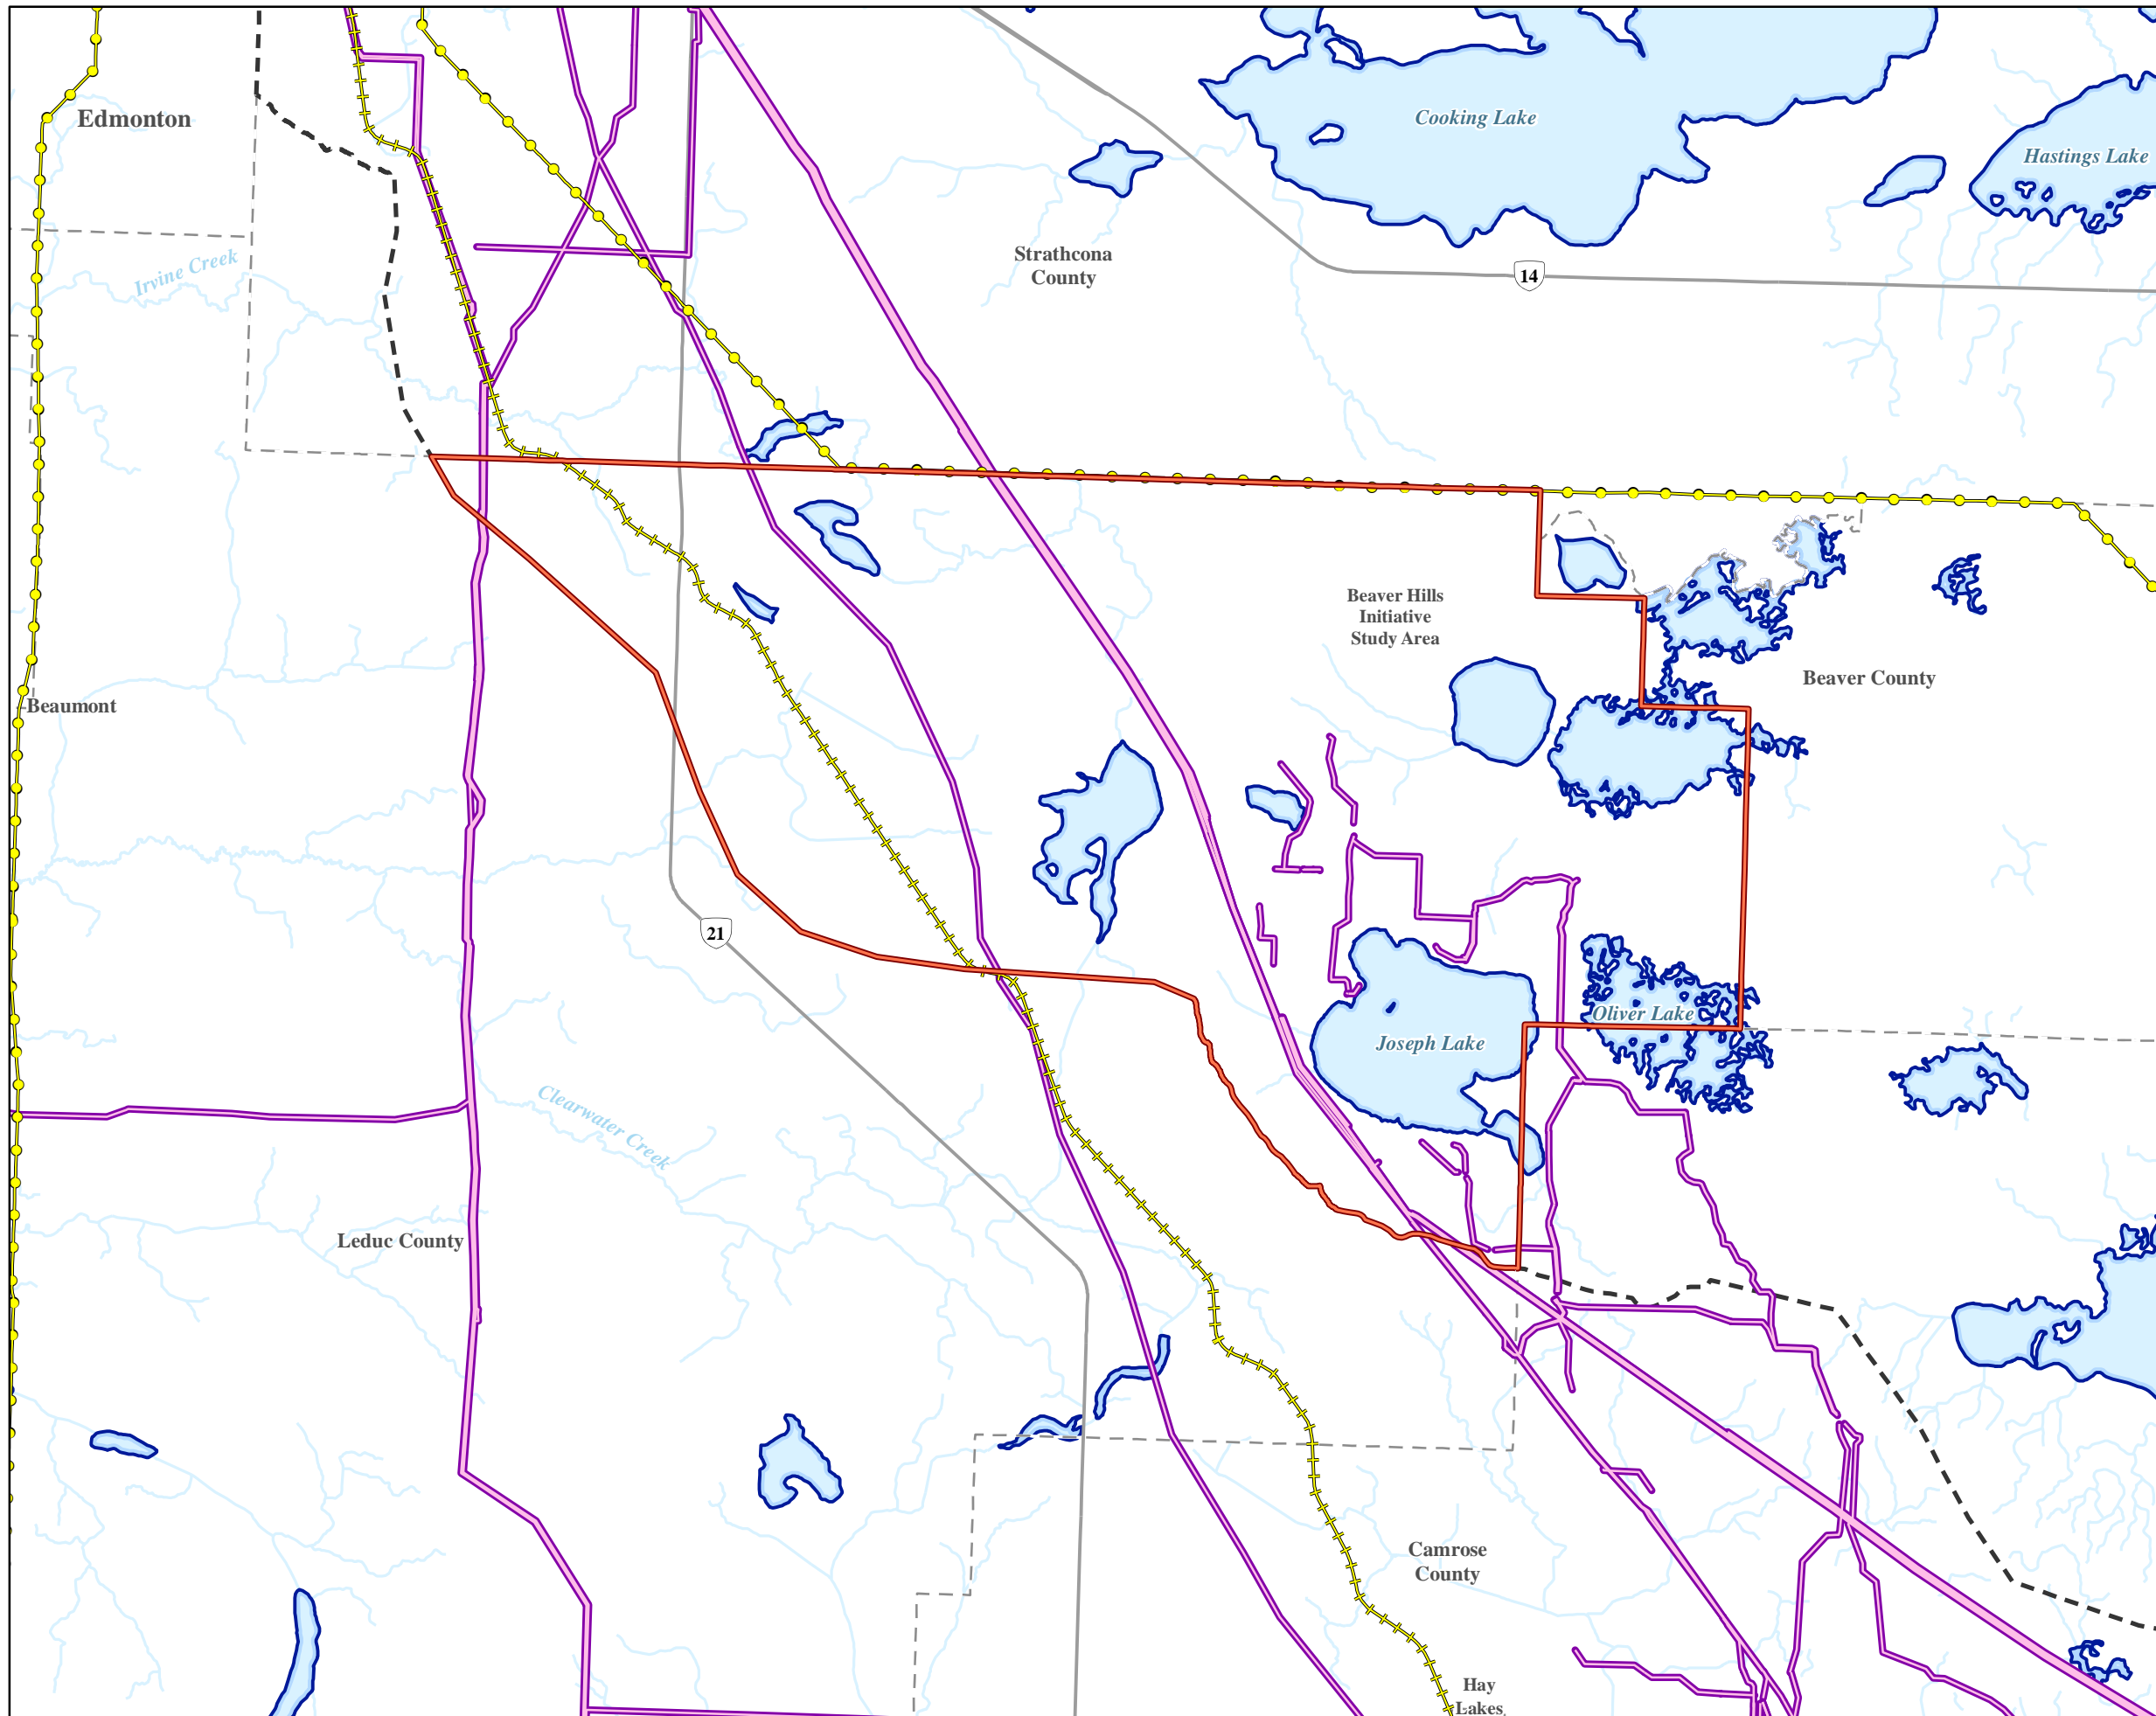 Edmonton
Cooking Lake
Hastings Lake
Strathcona
County
Irvine Creek
14
Beaver Hills
Initiative
Study Area
Beaver County
Beaumont
21
Oliver Lake
Joseph Lake
Clearwater Creek
Leduc County
Camrose
County
Hay
Lakes